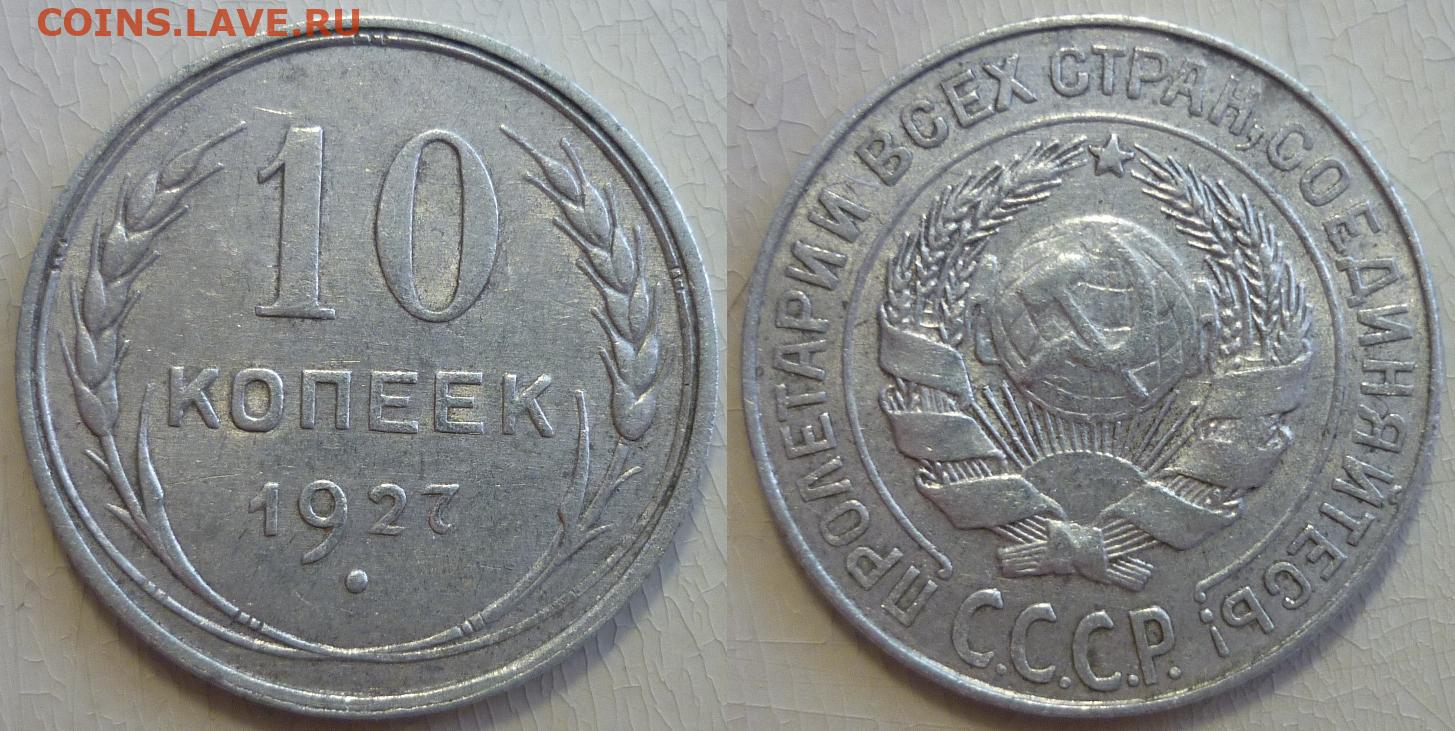 COINS.LAVE.RU
10
КОПЕЕК
1927
ПРОЛЕТАРИИ ВСЕХ СТРАН, СОЕДИНЯЙТЕСЬ!
С.С.С.Р.